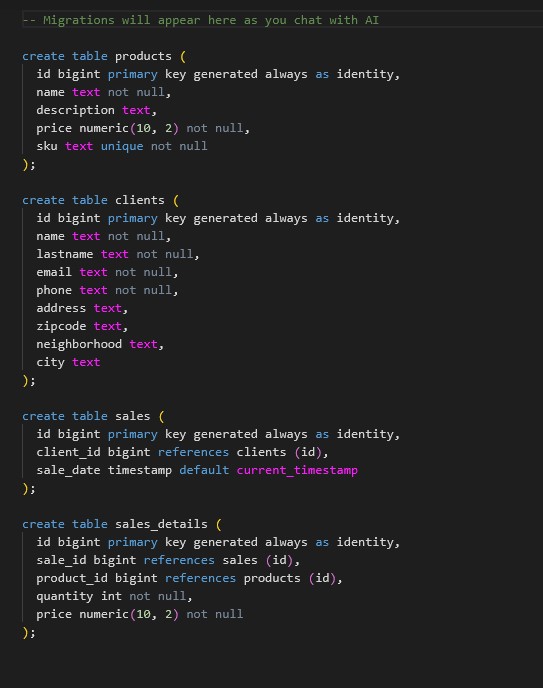 -- Migrations will appear here as you chat with AI
create table products (
id bigint primary key generated always as identity,
name text not null,
description text,
price numeric(10, 2) not null,
sku text unique not null
);
create table clients (
id bigint primary key generated always as identity,
name text not null,
lastname text not null,
email text not null,
phone text not null,
address text,
zipcode text,
neighborhood text,
city text
);
create table sales (
id bigint primary key generated always as identity,
client_id bigint references clients (id),
sale_date timestamp default current_timestamp
);
create table sales_details (
id bigint primary key generated always as identity,
sale_id bigint references sales (id),
product_id bigint references products (id),
quantity int not null,
price numeric(10, 2) not null
);